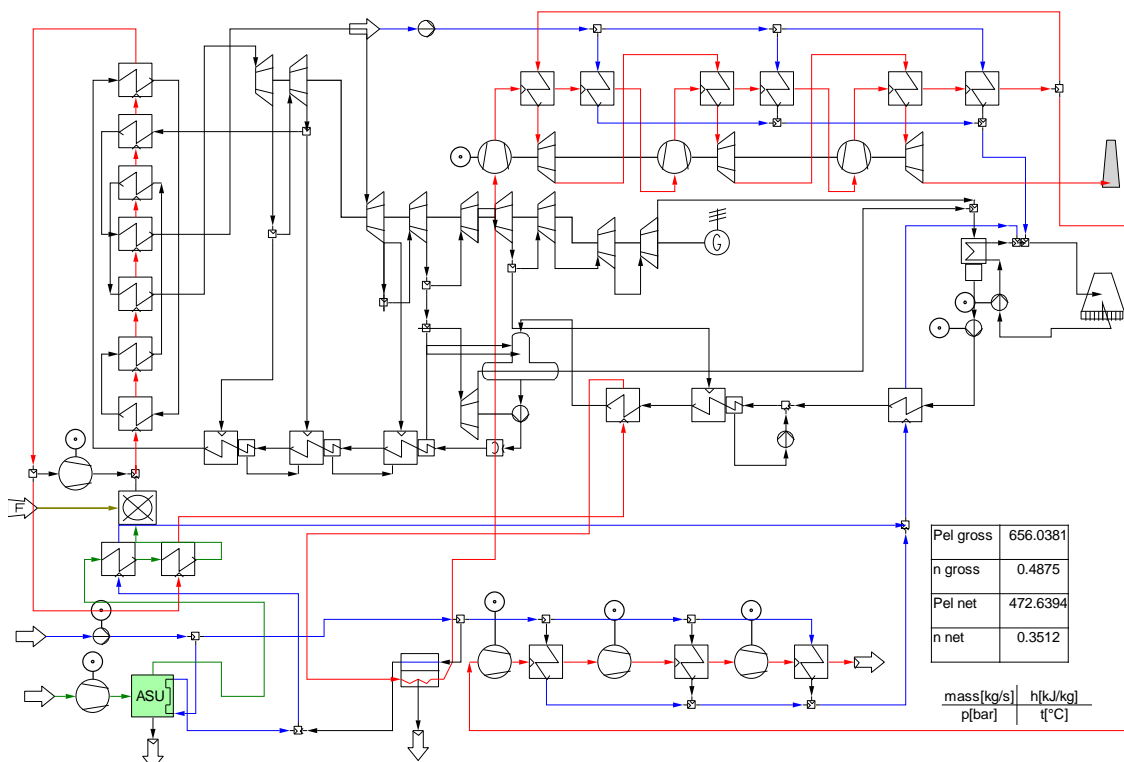 G
F
Pel gross 656.0381
n gross 0.4875
Pel net 472.6394
n net 0.3512
ASU
mass[kg/s] h[kJ/kg]
p[bar] t[°C]